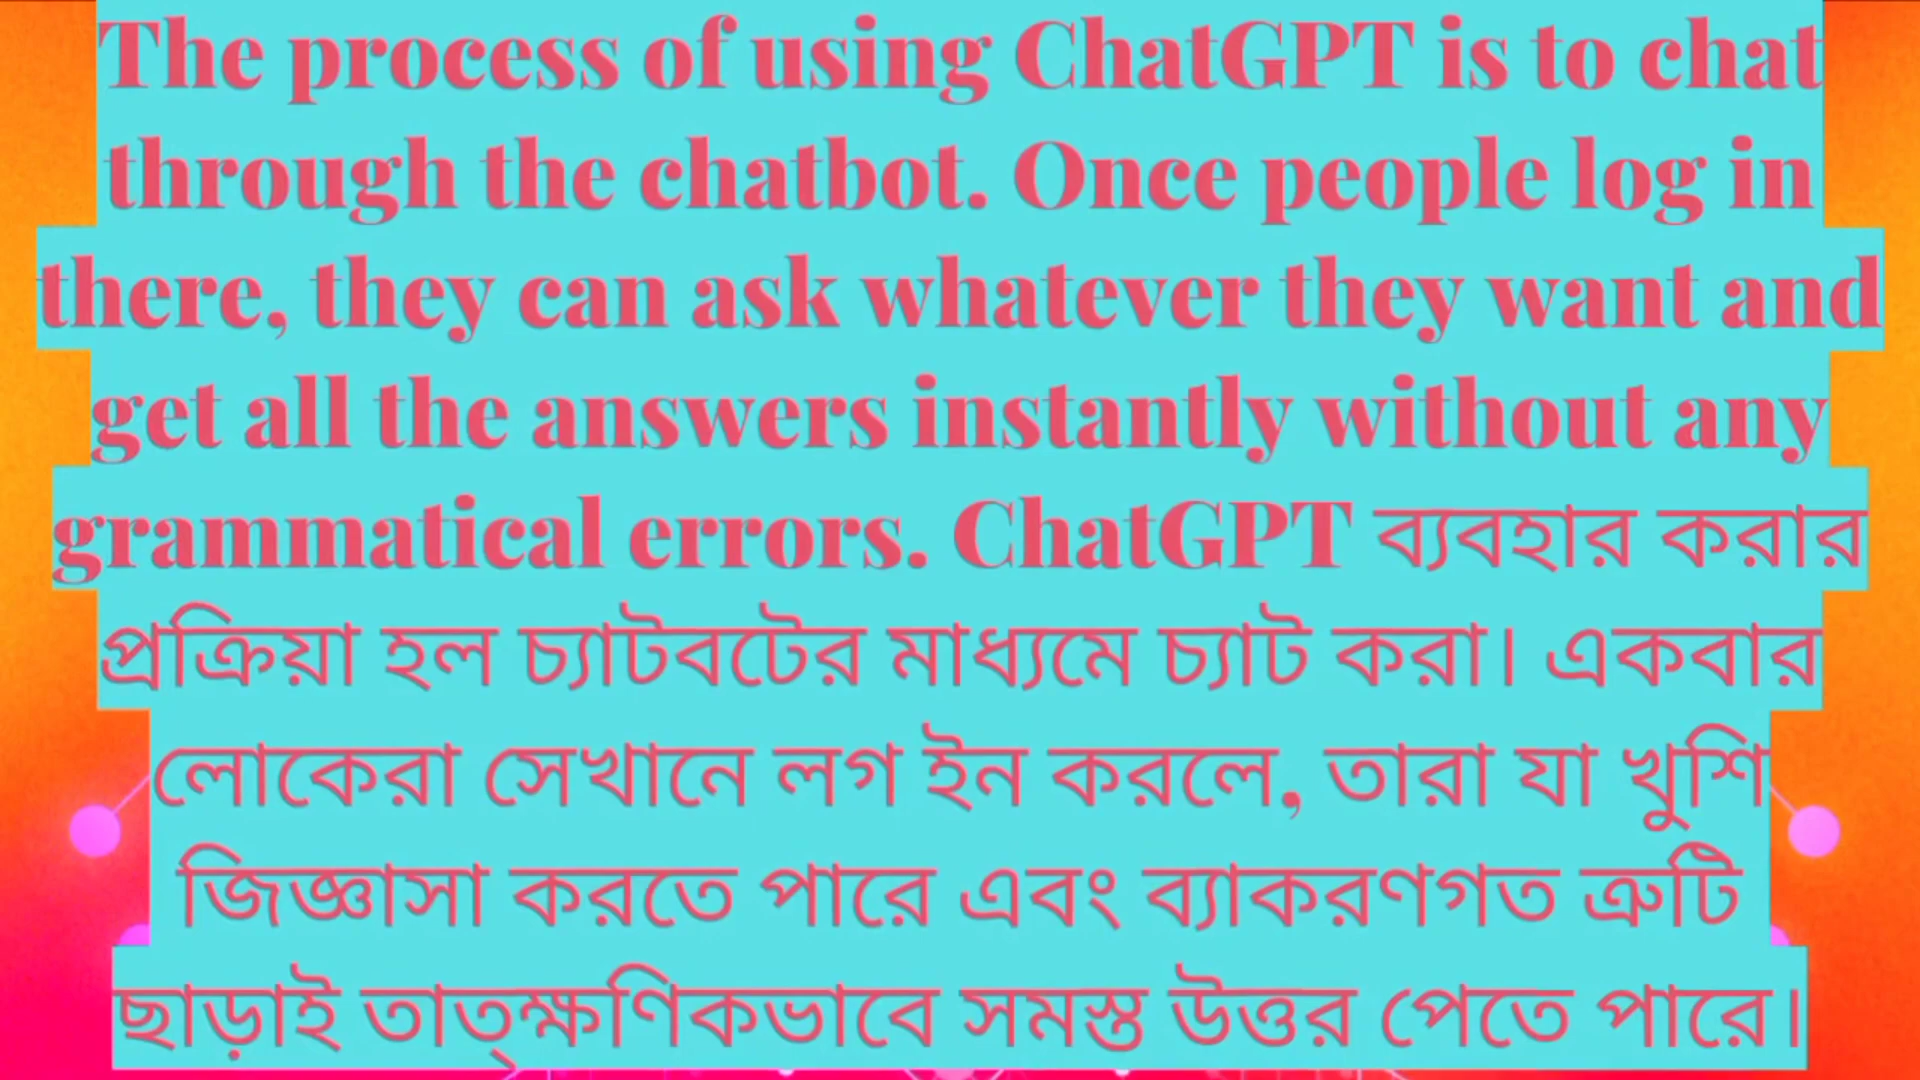 The process of using ChatGPT is to chat
through the chatbot. Once people log in
there, they can ask whatever they want and
get all the answers instantly without any
grammatical errors. ChatGPT ব্যবহার করার
প্রক্রিয়া হল চ্যাটবটের মাধ্যমে চ্যাট করা। একবার
লোকেরা সেখানে লগ ইন করলে, তারা যা খুশি
জিজ্ঞাসা করতে পারে এবং ব্যাকরণগত ত্রুটি
ছাড়াই তাত্ক্ষণিকভাবে সমস্ত উত্তর পেতে পারে।